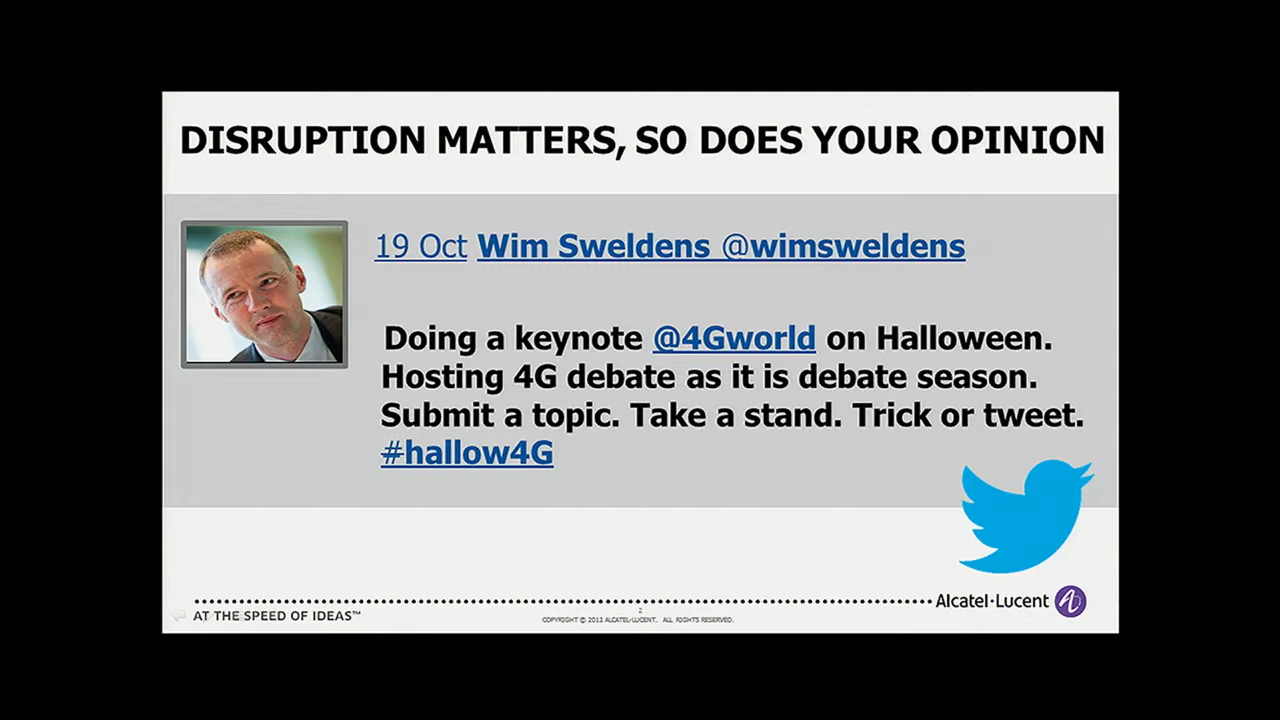 DISRUPTION MATTERS, SO DOES YOUR OPINION
19 Oct Wim Sweldens @wimsweldens
Doing a keynote @4Gworld on Halloween.
Hosting 4G debate as it is debate season.
Submit a topic. Take a stand. Trick or tweet.
#hallow4G
Alcatel·Lucent
AT THE SPEED OF IDEAS™
2
COPYRIGHT © 2012 ALCATEL-LUCENT. ALL RIGHTS RESERVED.